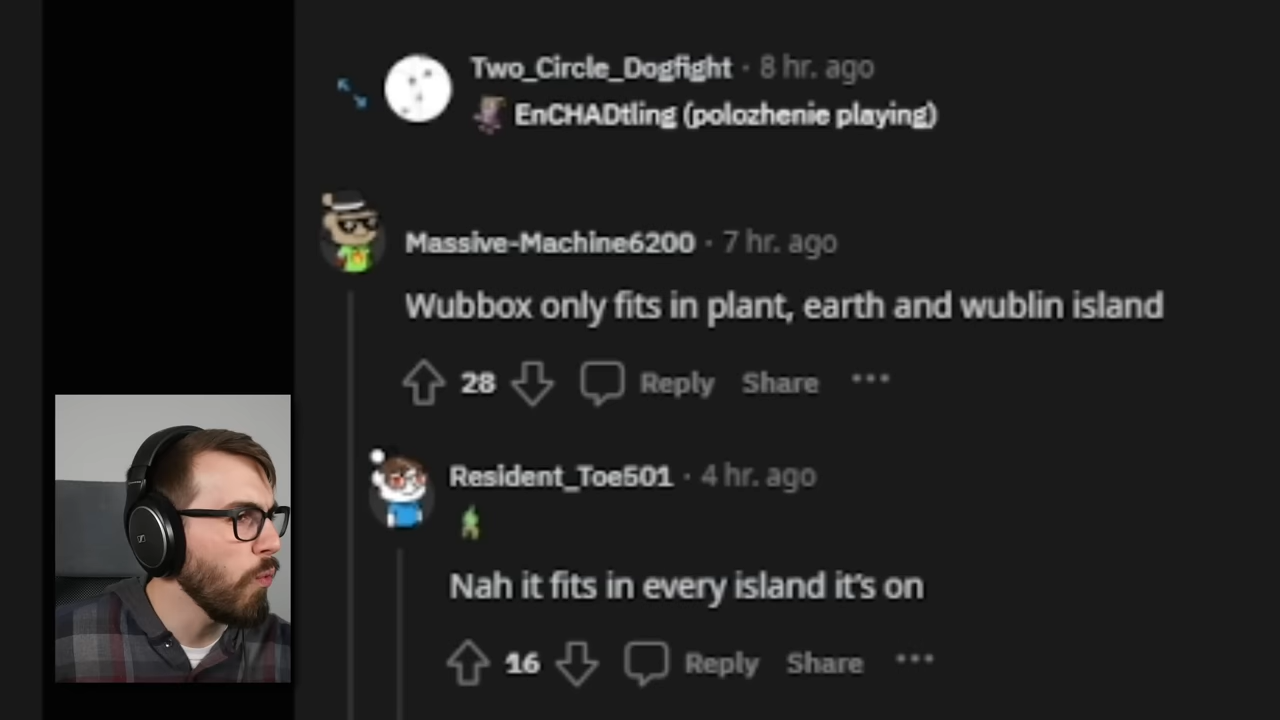 Two_Circle_Dogfight · 8 hr. ago
EnCHADtling (polozhenie playing)
Massive-Machine6200 · 7 hr. ago
Wubbox only fits in plant, earth and wublin island
28 Reply Share ···
Resident_Toe501 · 4 hr. ago
Nah it fits in every island it's on
16 Reply Share ···